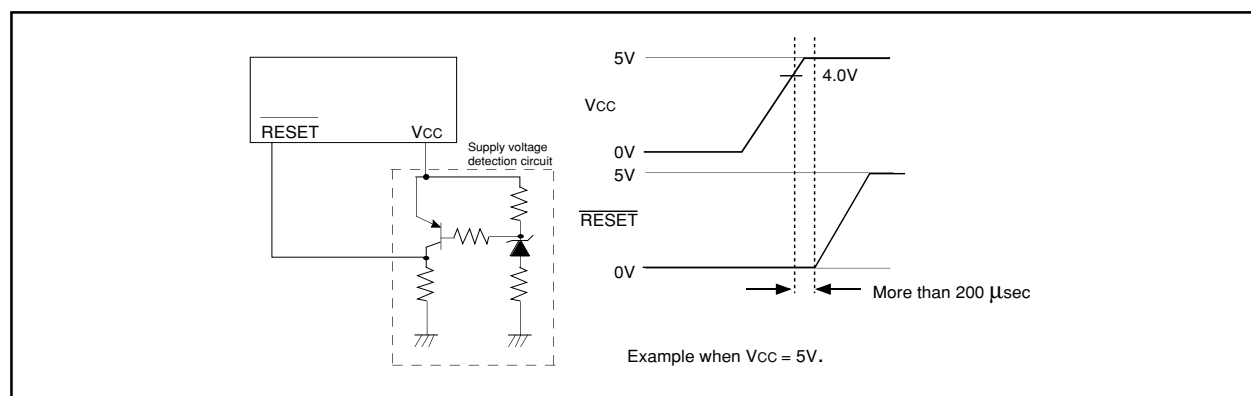 RESET
VCC
Supply voltage
detection circuit
5V
4.0V
VCC
0V
5V
RESET
0V
More than 200 μsec
Example when VCC = 5V.